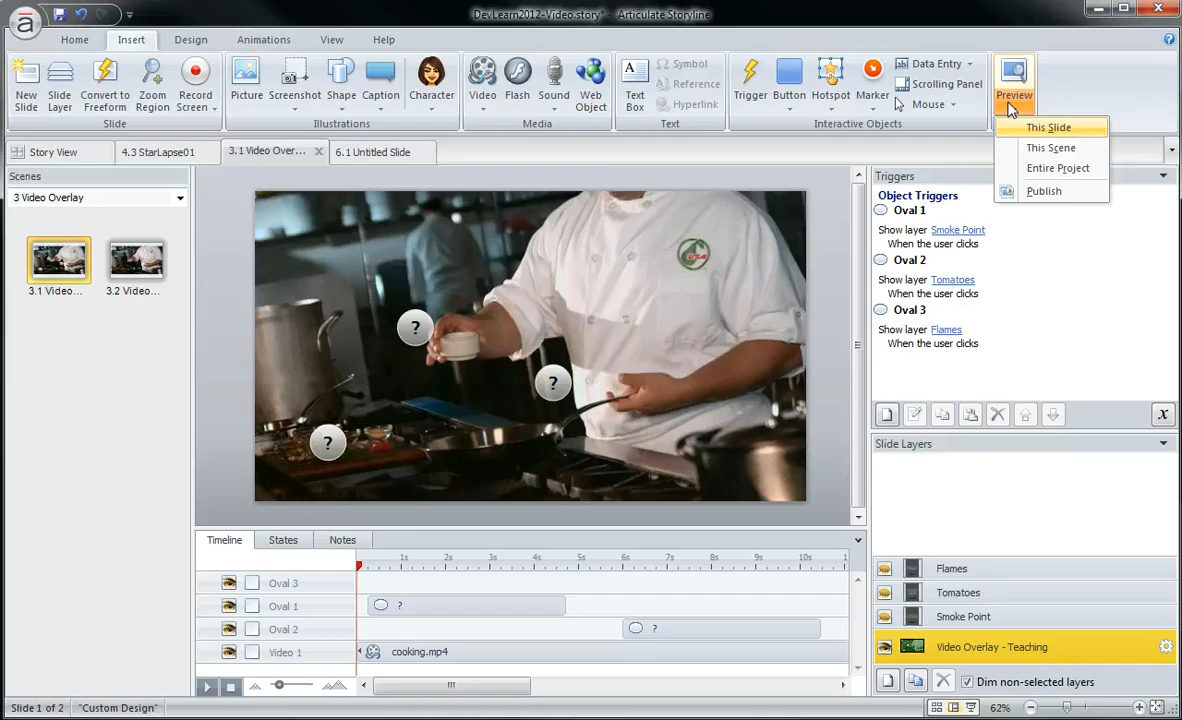 DevLearn2012-Video.story* - Articulate Storyline
Home Insert Design Animations View Help
New Slide
Slide Layer
Convert to Freeform
Zoom Region
Record Screen
Slide
Picture
Screenshot
Shape
Caption
Character
Illustrations
Video
Flash
Sound
Web Object
Media
Text Box
Symbol
Reference
Hyperlink
Text
Trigger
Button
Hotspot
Marker
Data Entry
Scrolling Panel
Mouse
Interactive Objects
Preview
This Slide
This Scene
Entire Project
Publish
Story View
4.3 StarLapse01
3.1 Video Over...
6.1 Untitled Slide
Scenes
3 Video Overlay
3.1 Video...
3.2 Video...
?
?
?
Triggers
Object Triggers
Oval 1
Show layer Smoke Point
When the user clicks
Oval 2
Show layer Tomatoes
When the user clicks
Oval 3
Show layer Flames
When the user clicks
x
Slide Layers
Flames
Tomatoes
Smoke Point
Video Overlay - Teaching
Dim non-selected layers
Timeline States Notes
1s 2s 3s 4s 5s 6s 7s 8s 9s 10s 1
Oval 3
Oval 1 ?
Oval 2 ?
Video 1 cooking.mp4
Slide 1 of 2 "Custom Design" 62%